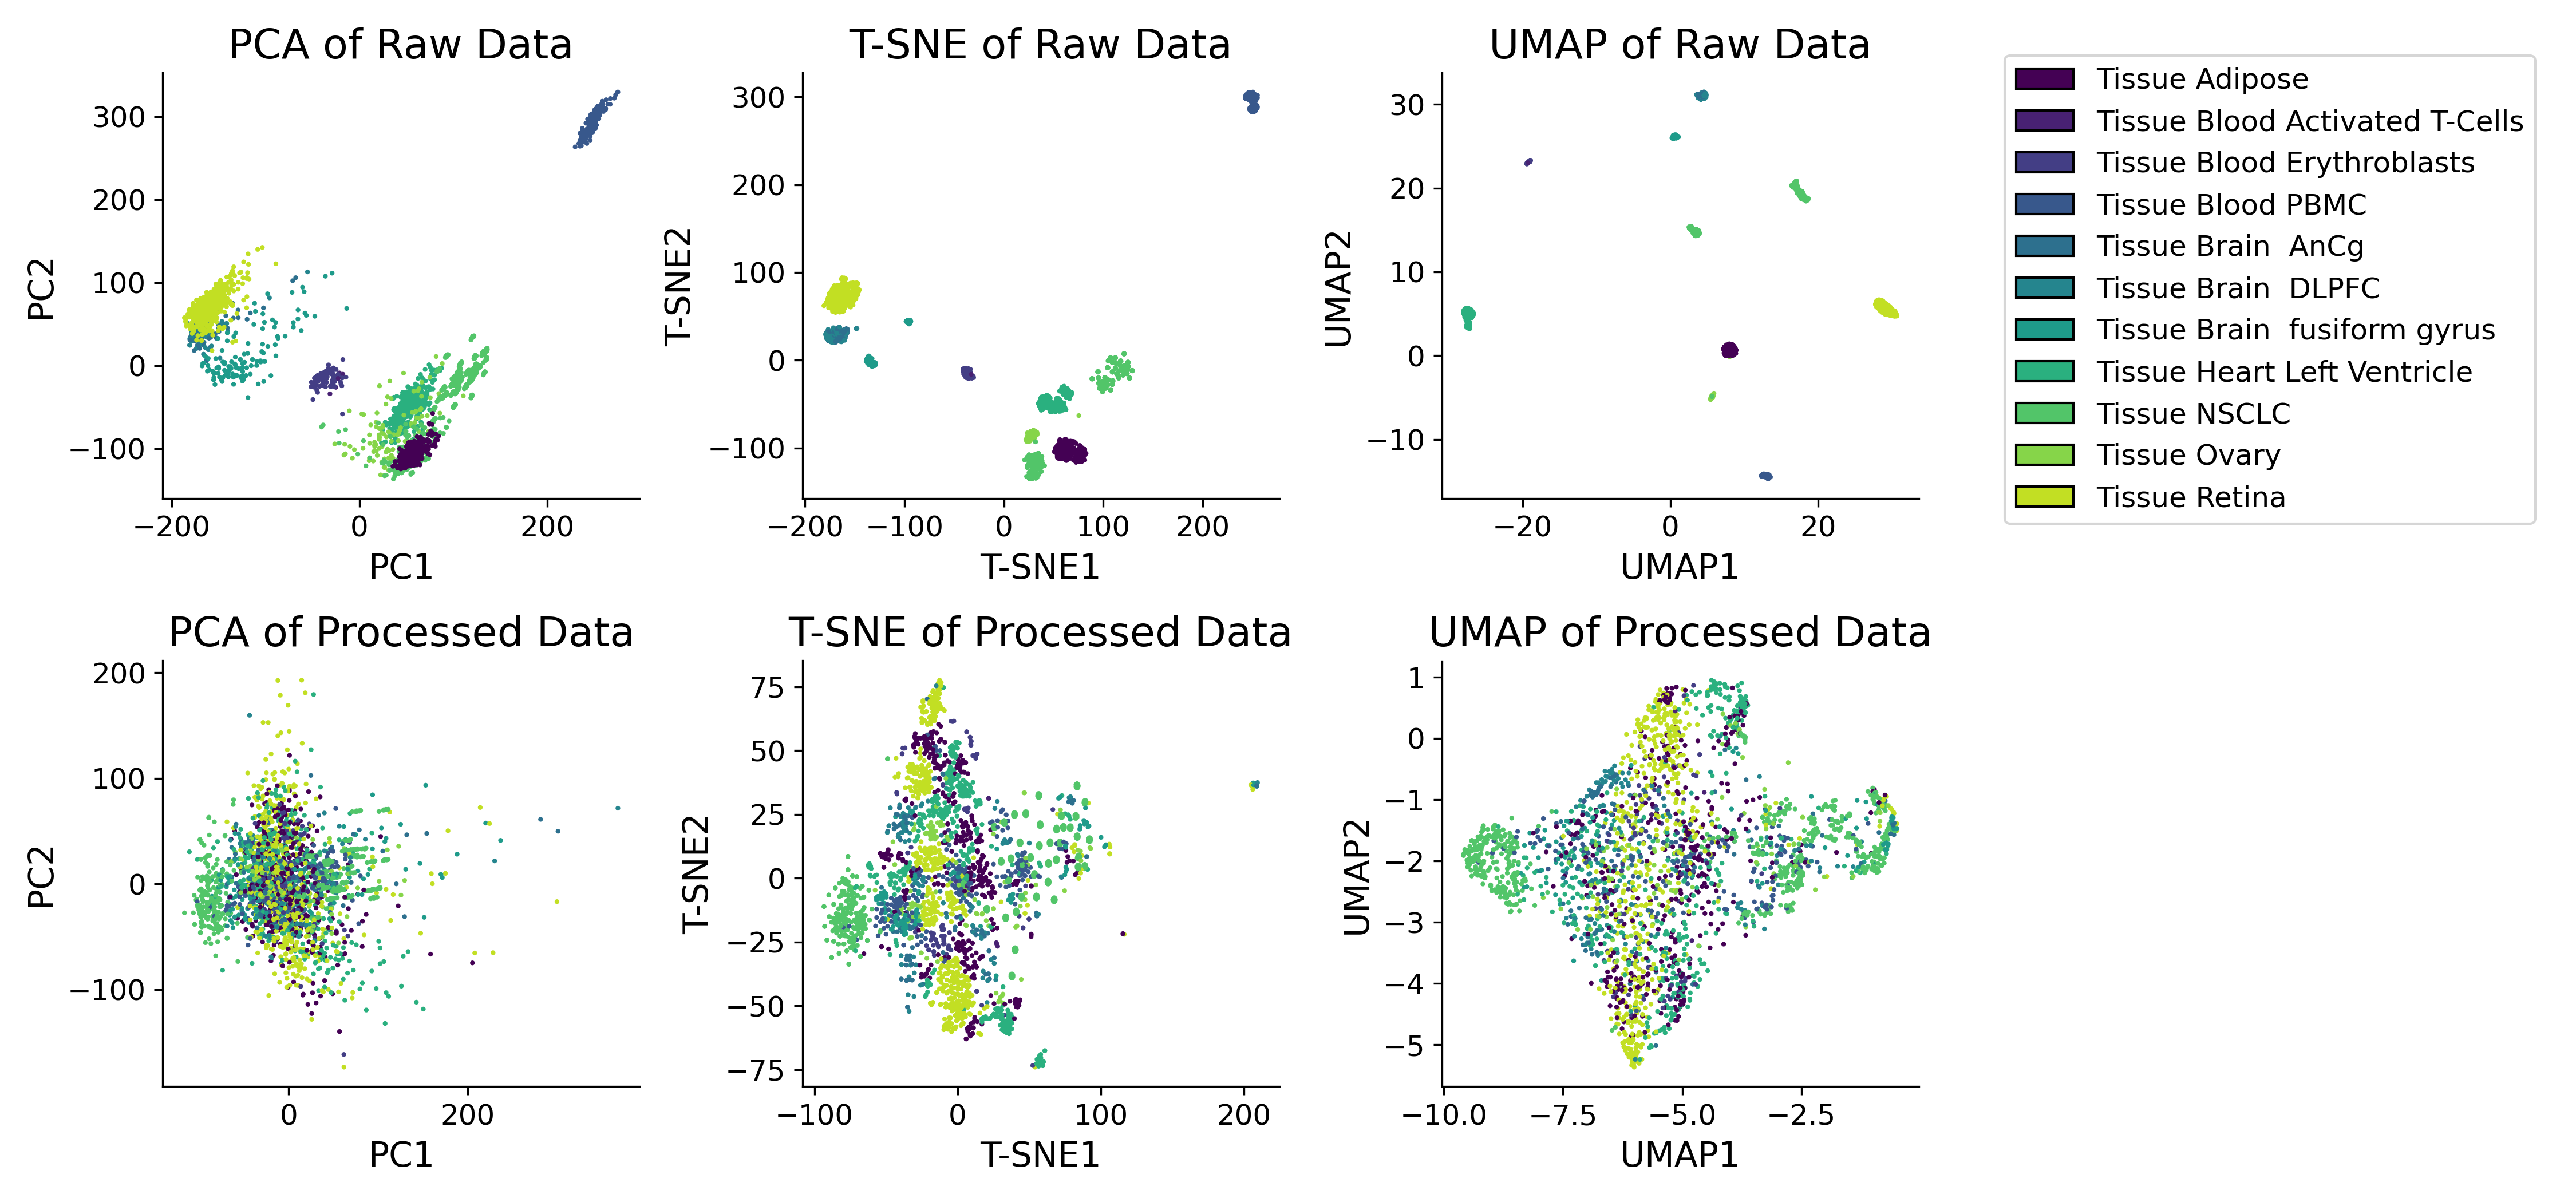 PCA of Raw Data
300
200
100
0
−100
PC2
−200
0
200
PC1
T-SNE of Raw Data
300
200
100
0
−100
T-SNE2
−200
−100
0
100
200
T-SNE1
UMAP of Raw Data
30
20
10
0
−10
UMAP2
−20
0
20
UMAP1
Tissue Adipose
Tissue Blood Activated T-Cells
Tissue Blood Erythroblasts
Tissue Blood PBMC
Tissue Brain  AnCg
Tissue Brain  DLPFC
Tissue Brain  fusiform gyrus
Tissue Heart Left Ventricle
Tissue NSCLC
Tissue Ovary
Tissue Retina
PCA of Processed Data
200
100
0
−100
PC2
0
200
PC1
T-SNE of Processed Data
75
50
25
0
−25
−50
−75
T-SNE2
−100
0
100
200
T-SNE1
UMAP of Processed Data
1
0
−1
−2
−3
−4
−5
UMAP2
−10.0
−7.5
−5.0
−2.5
UMAP1